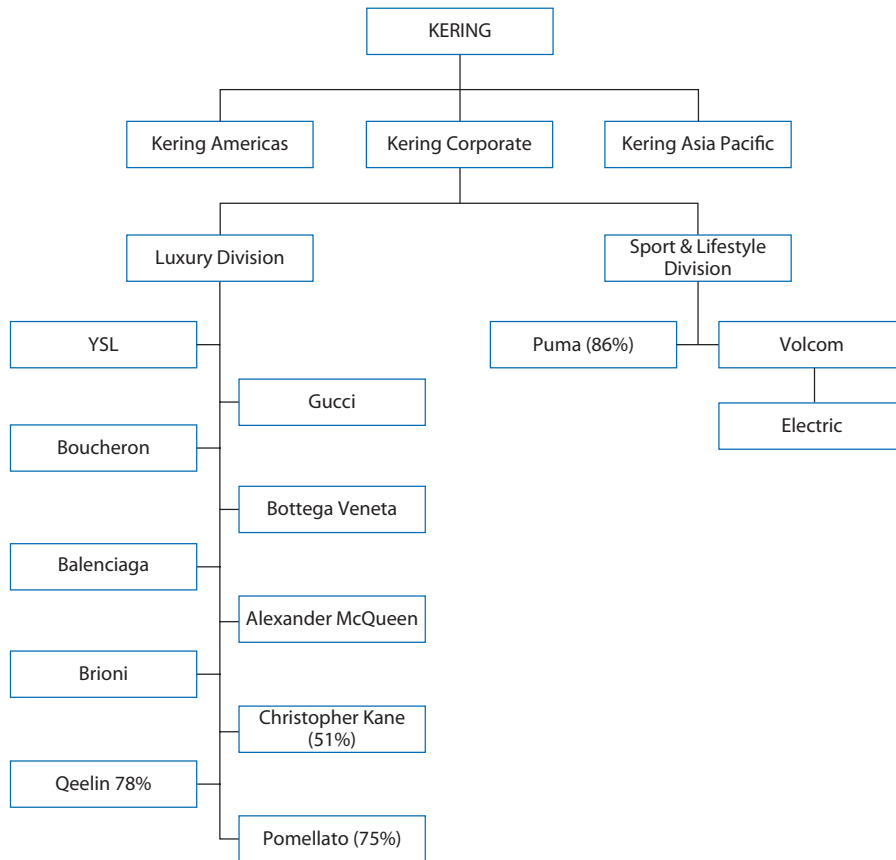 KERING
Kering Americas
Kering Corporate
Kering Asia Pacific
Luxury Division
Sport & Lifestyle
Division
YSL
Puma (86%)
Volcom
Gucci
Electric
Boucheron
Bottega Veneta
Balenciaga
Alexander McQueen
Brioni
Christopher Kane
(51%)
Qeelin 78%
Pomellato (75%)